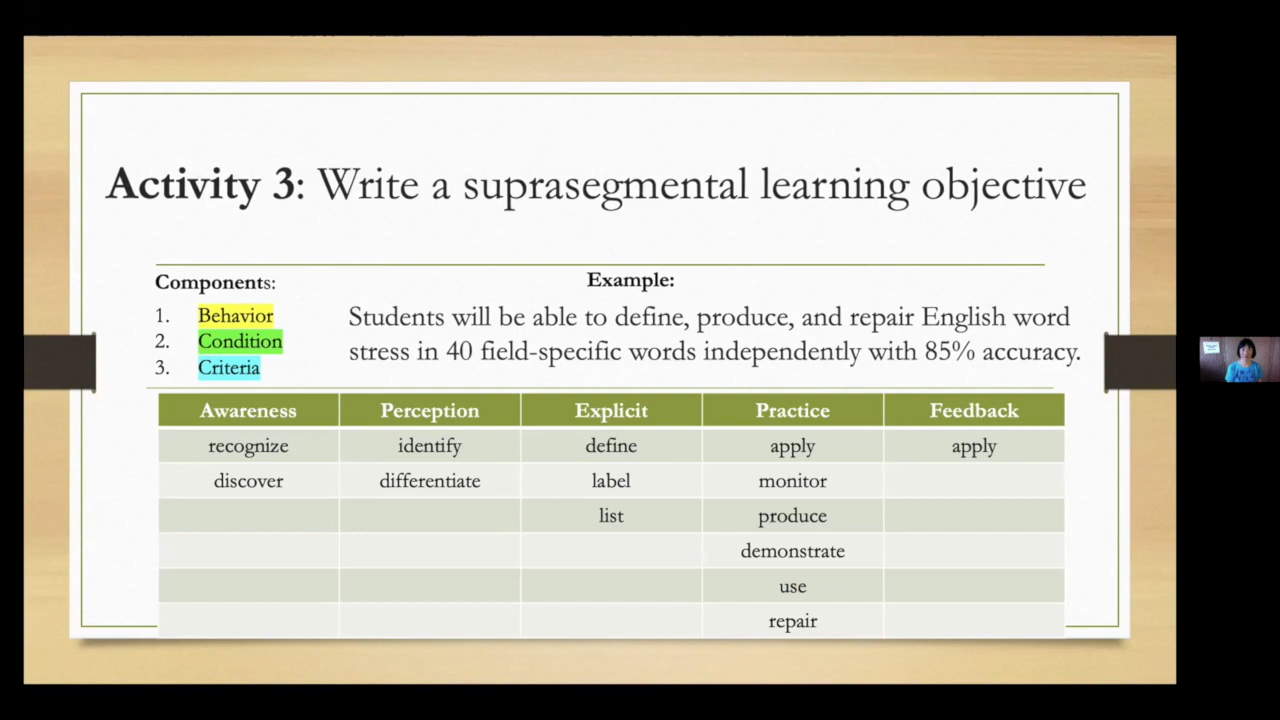 Activity 3: Write a suprasegmental learning objective
Components:
1. Behavior
2. Condition
3. Criteria
Example:
Students will be able to define, produce, and repair English word
stress in 40 field-specific words independently with 85% accuracy.
Awareness Perception Explicit Practice Feedback
recognize identify define apply apply
discover differentiate label monitor
list produce
demonstrate
use
repair